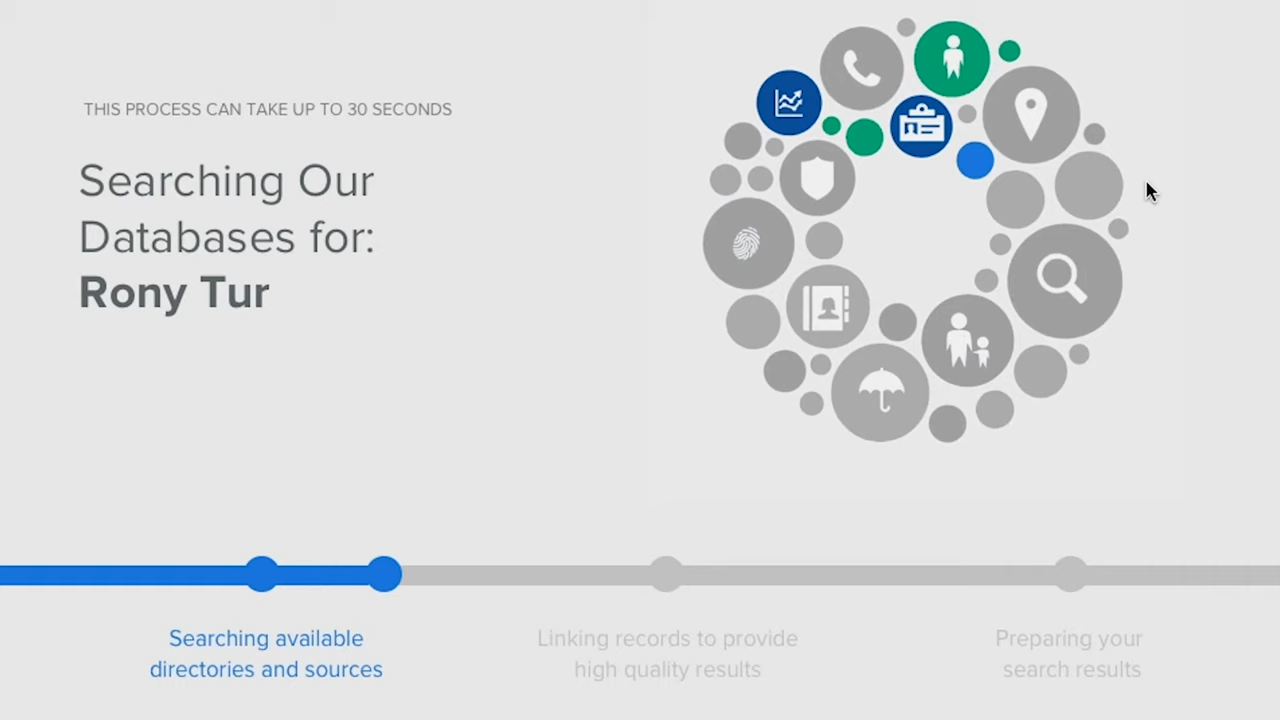 THIS PROCESS CAN TAKE UP TO 30 SECONDS
Searching Our
Databases for:
Rony Tur
Searching available
directories and sources
Linking records to provide
high quality results
Preparing your
search results